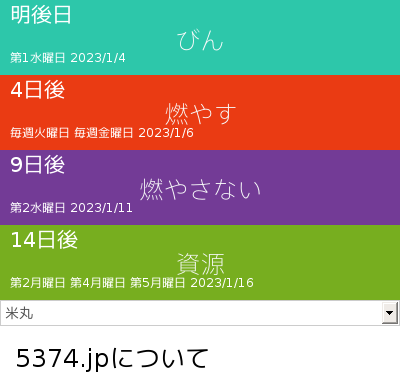 明後日
びん
第1水曜日 2023/1/4
4日後
燃やす
毎週火曜日 毎週金曜日 2023/1/6
9日後
燃やさない
第2水曜日 2023/1/11
14日後
資源
第2月曜日 第4月曜日 第5月曜日 2023/1/16
米丸
5374.jpについて